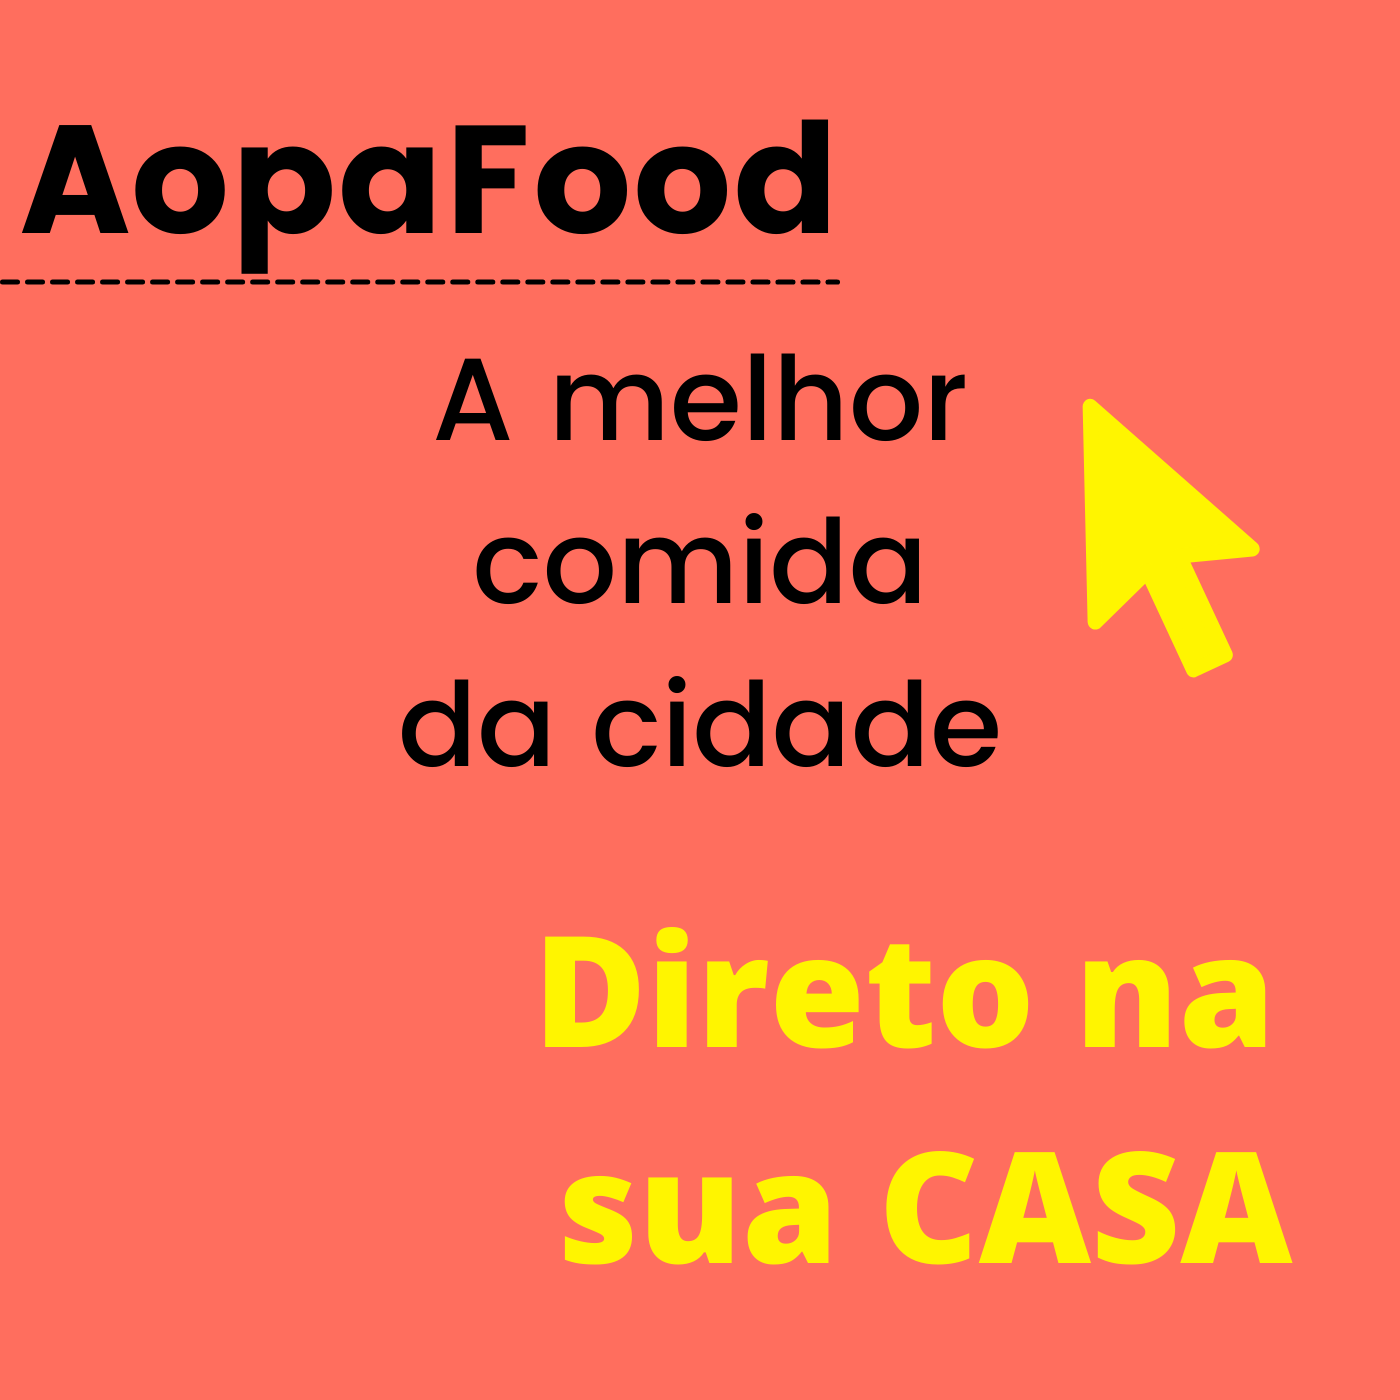 AopaFood
A melhor
comida
da cidade
Direto na
sua CASA